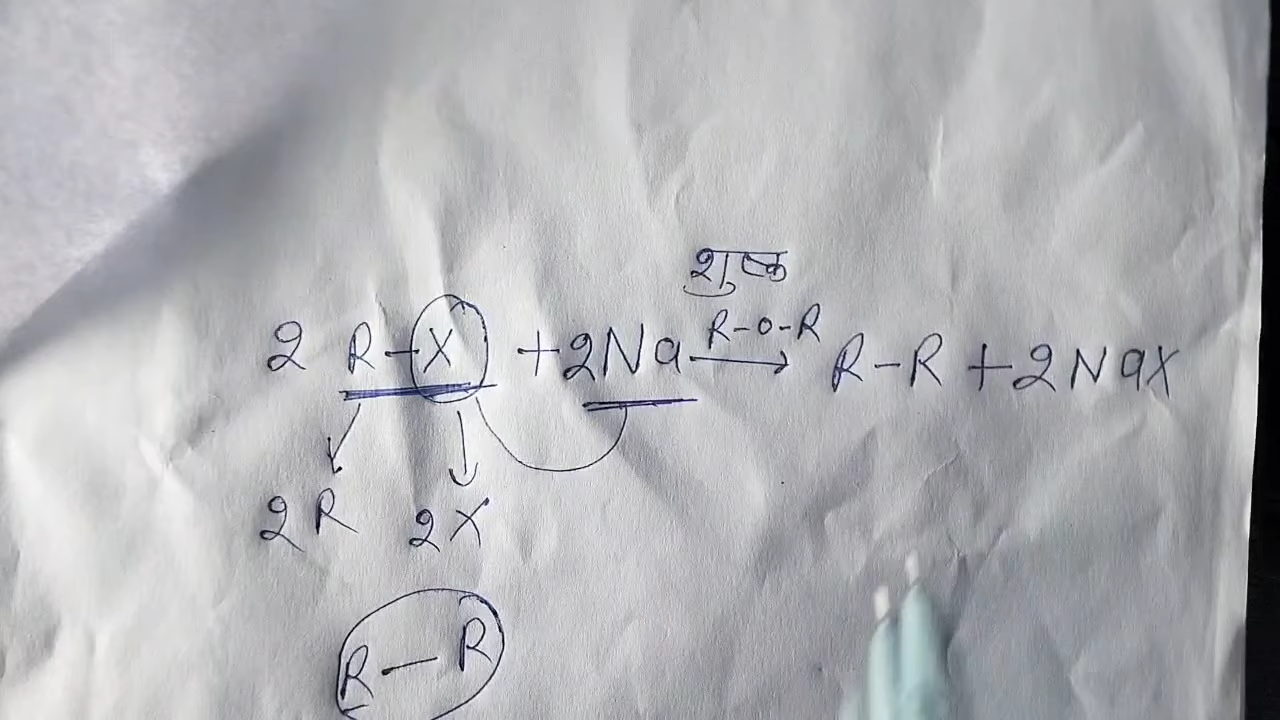 शुष्क
2 R-X + 2Na R-O-R → R-R + 2NaX
2R 2X
R-R